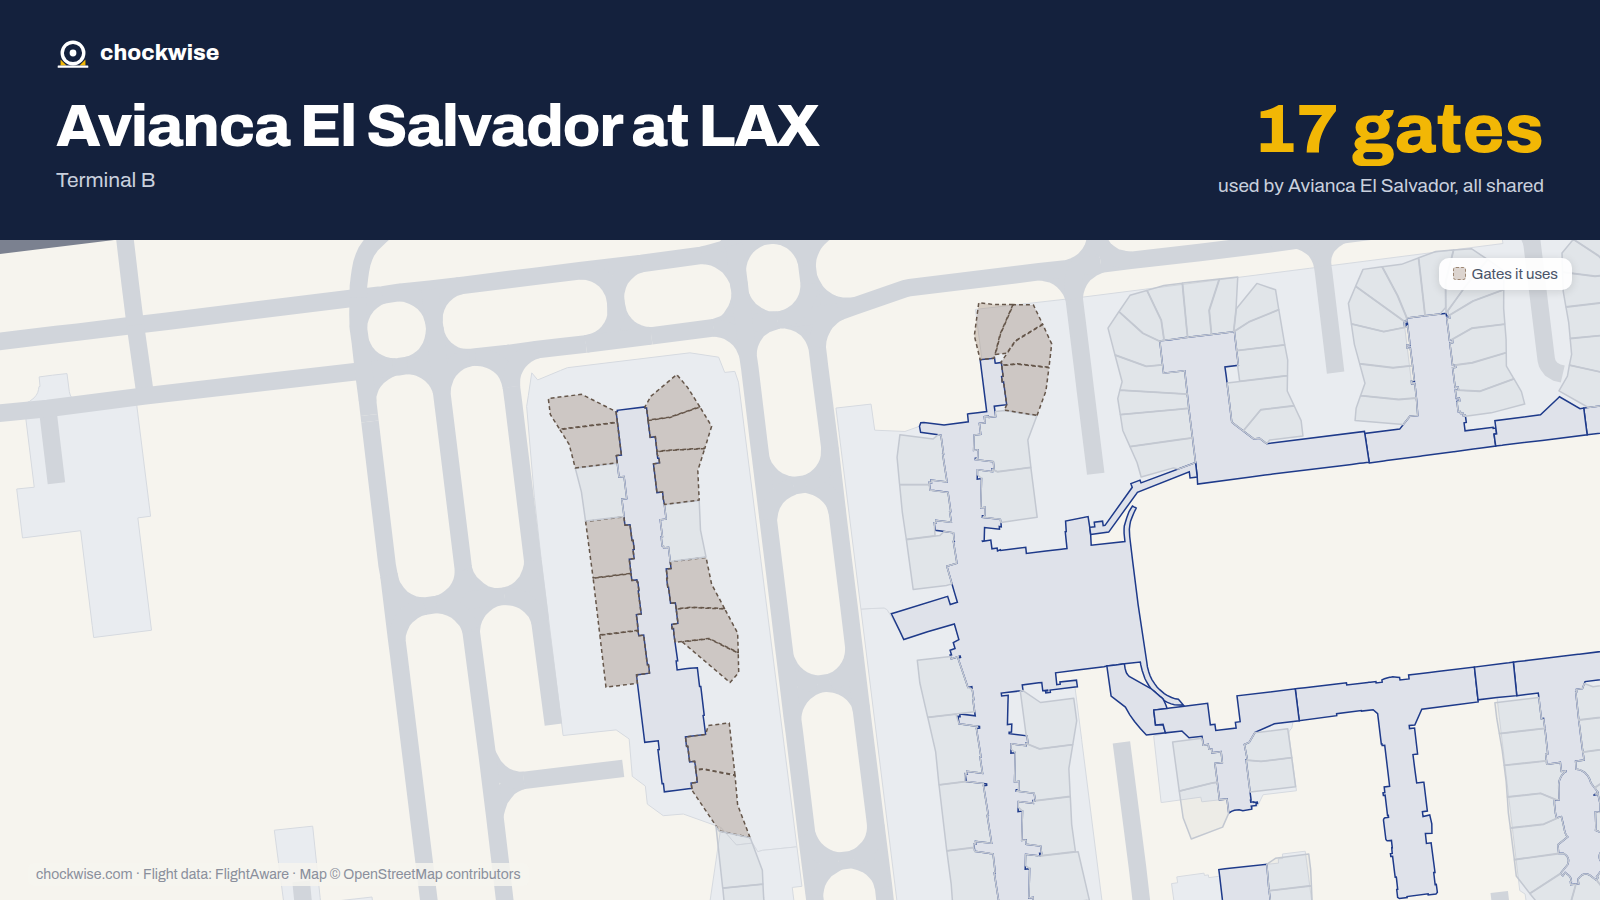 chockwise
Avianca El Salvador at LAX
Terminal B
17 gates
used by Avianca El Salvador, all shared
Gates it uses
chockwise.com · Flight data: FlightAware · Map © OpenStreetMap contributors